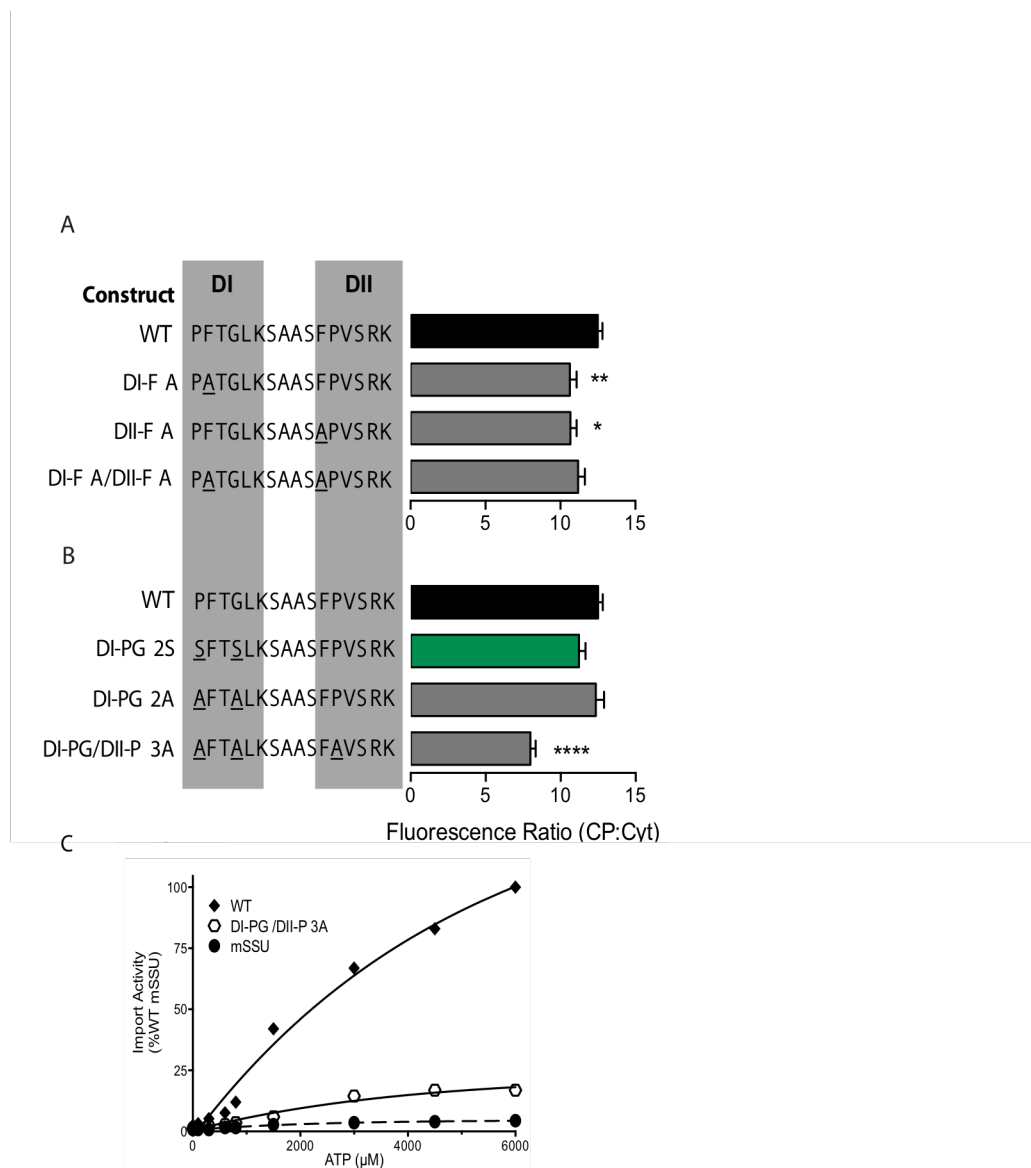 A
DI DII
Construct
WT PFTGLKSAASFPVSRK
DI-F A PATGLKSAASFPVSRK **
DII-F A PFTGLKSAASAPVSRK *
DI-F A/DII-F A PATGLKSAASAPVSRK
0 5 10 15
B
WT PFTGLKSAASFPVSRK
DI-PG 2S SFTSLKSAASFPVSRK
DI-PG 2A AFTALKSAASFPVSRK
DI-PG/DII-P 3A AFTALKSAASFAVSRK ****
0 5 10 15
Fluorescence Ratio (CP:Cyt)
C
Import Activity
(%WT mSSU)
100
75
50
25
0
WT
DI-PG /DII-P 3A
mSSU
0 2000 4000 6000
ATP (µM)